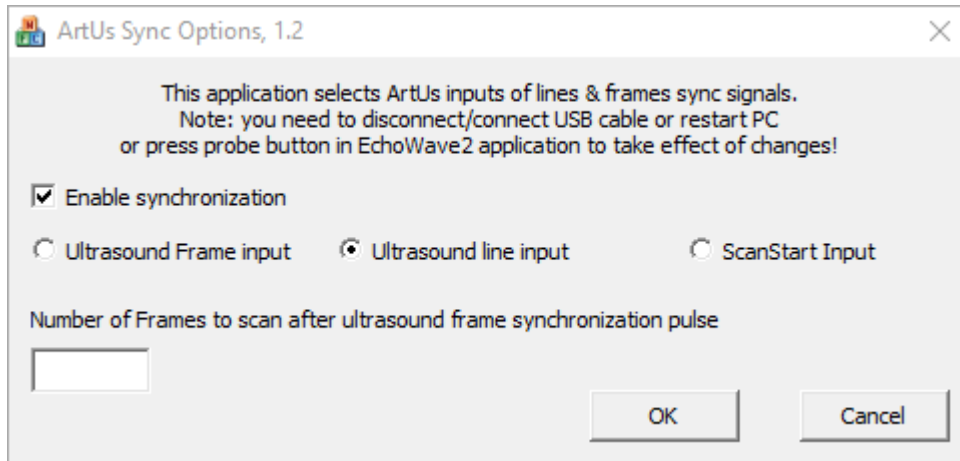 ArtUs Sync Options, 1.2
This application selects ArtUs inputs of lines & frames sync signals.
Note: you need to disconnect/connect USB cable or restart PC
or press probe button in EchoWave2 application to take effect of changes!
Enable synchronization
Ultrasound Frame input
Ultrasound line input
ScanStart Input
Number of Frames to scan after ultrasound frame synchronization pulse
OK
Cancel